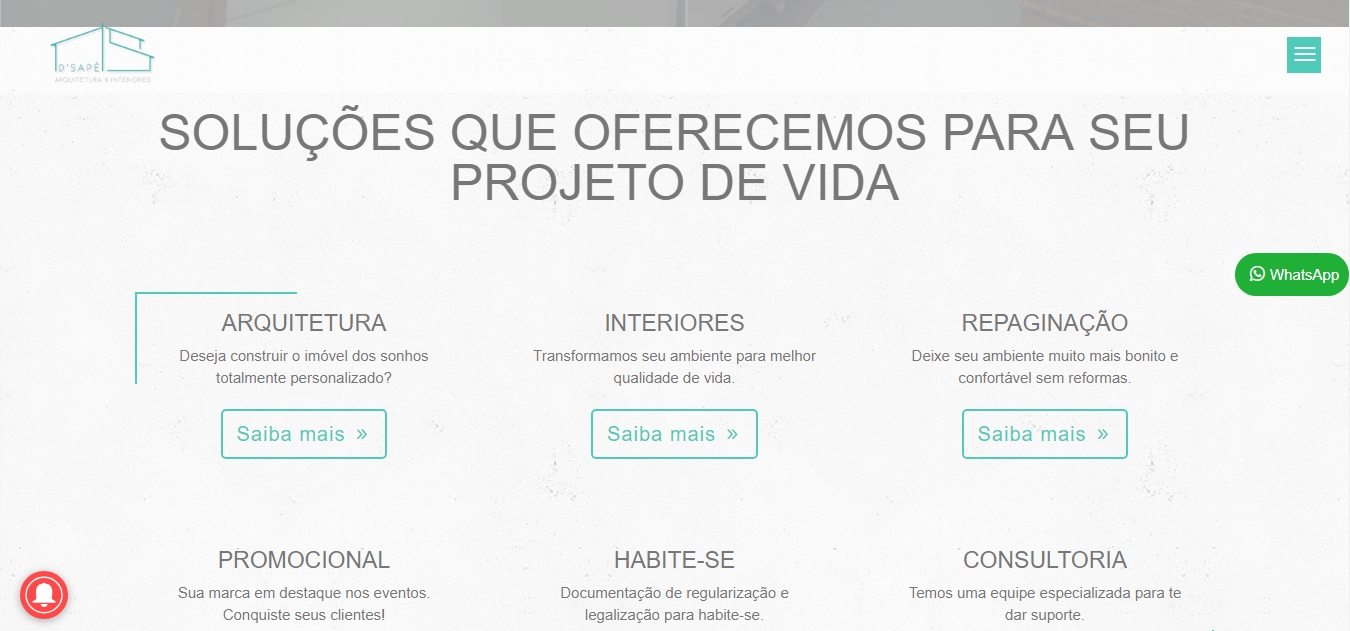 D'SAPÊ
ARQUITETURA & INTERIORES
SOLUÇÕES QUE OFERECEMOS PARA SEU
PROJETO DE VIDA
WhatsApp
ARQUITETURA
Deseja construir o imóvel dos sonhos
totalmente personalizado?
Saiba mais »
INTERIORES
Transformamos seu ambiente para melhor
qualidade de vida.
Saiba mais »
REPAGINAÇÃO
Deixe seu ambiente muito mais bonito e
confortável sem reformas.
Saiba mais »
PROMOCIONAL
Sua marca em destaque nos eventos.
Conquiste seus clientes!
HABITE-SE
Documentação de regularização e
legalização para habite-se.
CONSULTORIA
Temos uma equipe especializada para te
dar suporte.